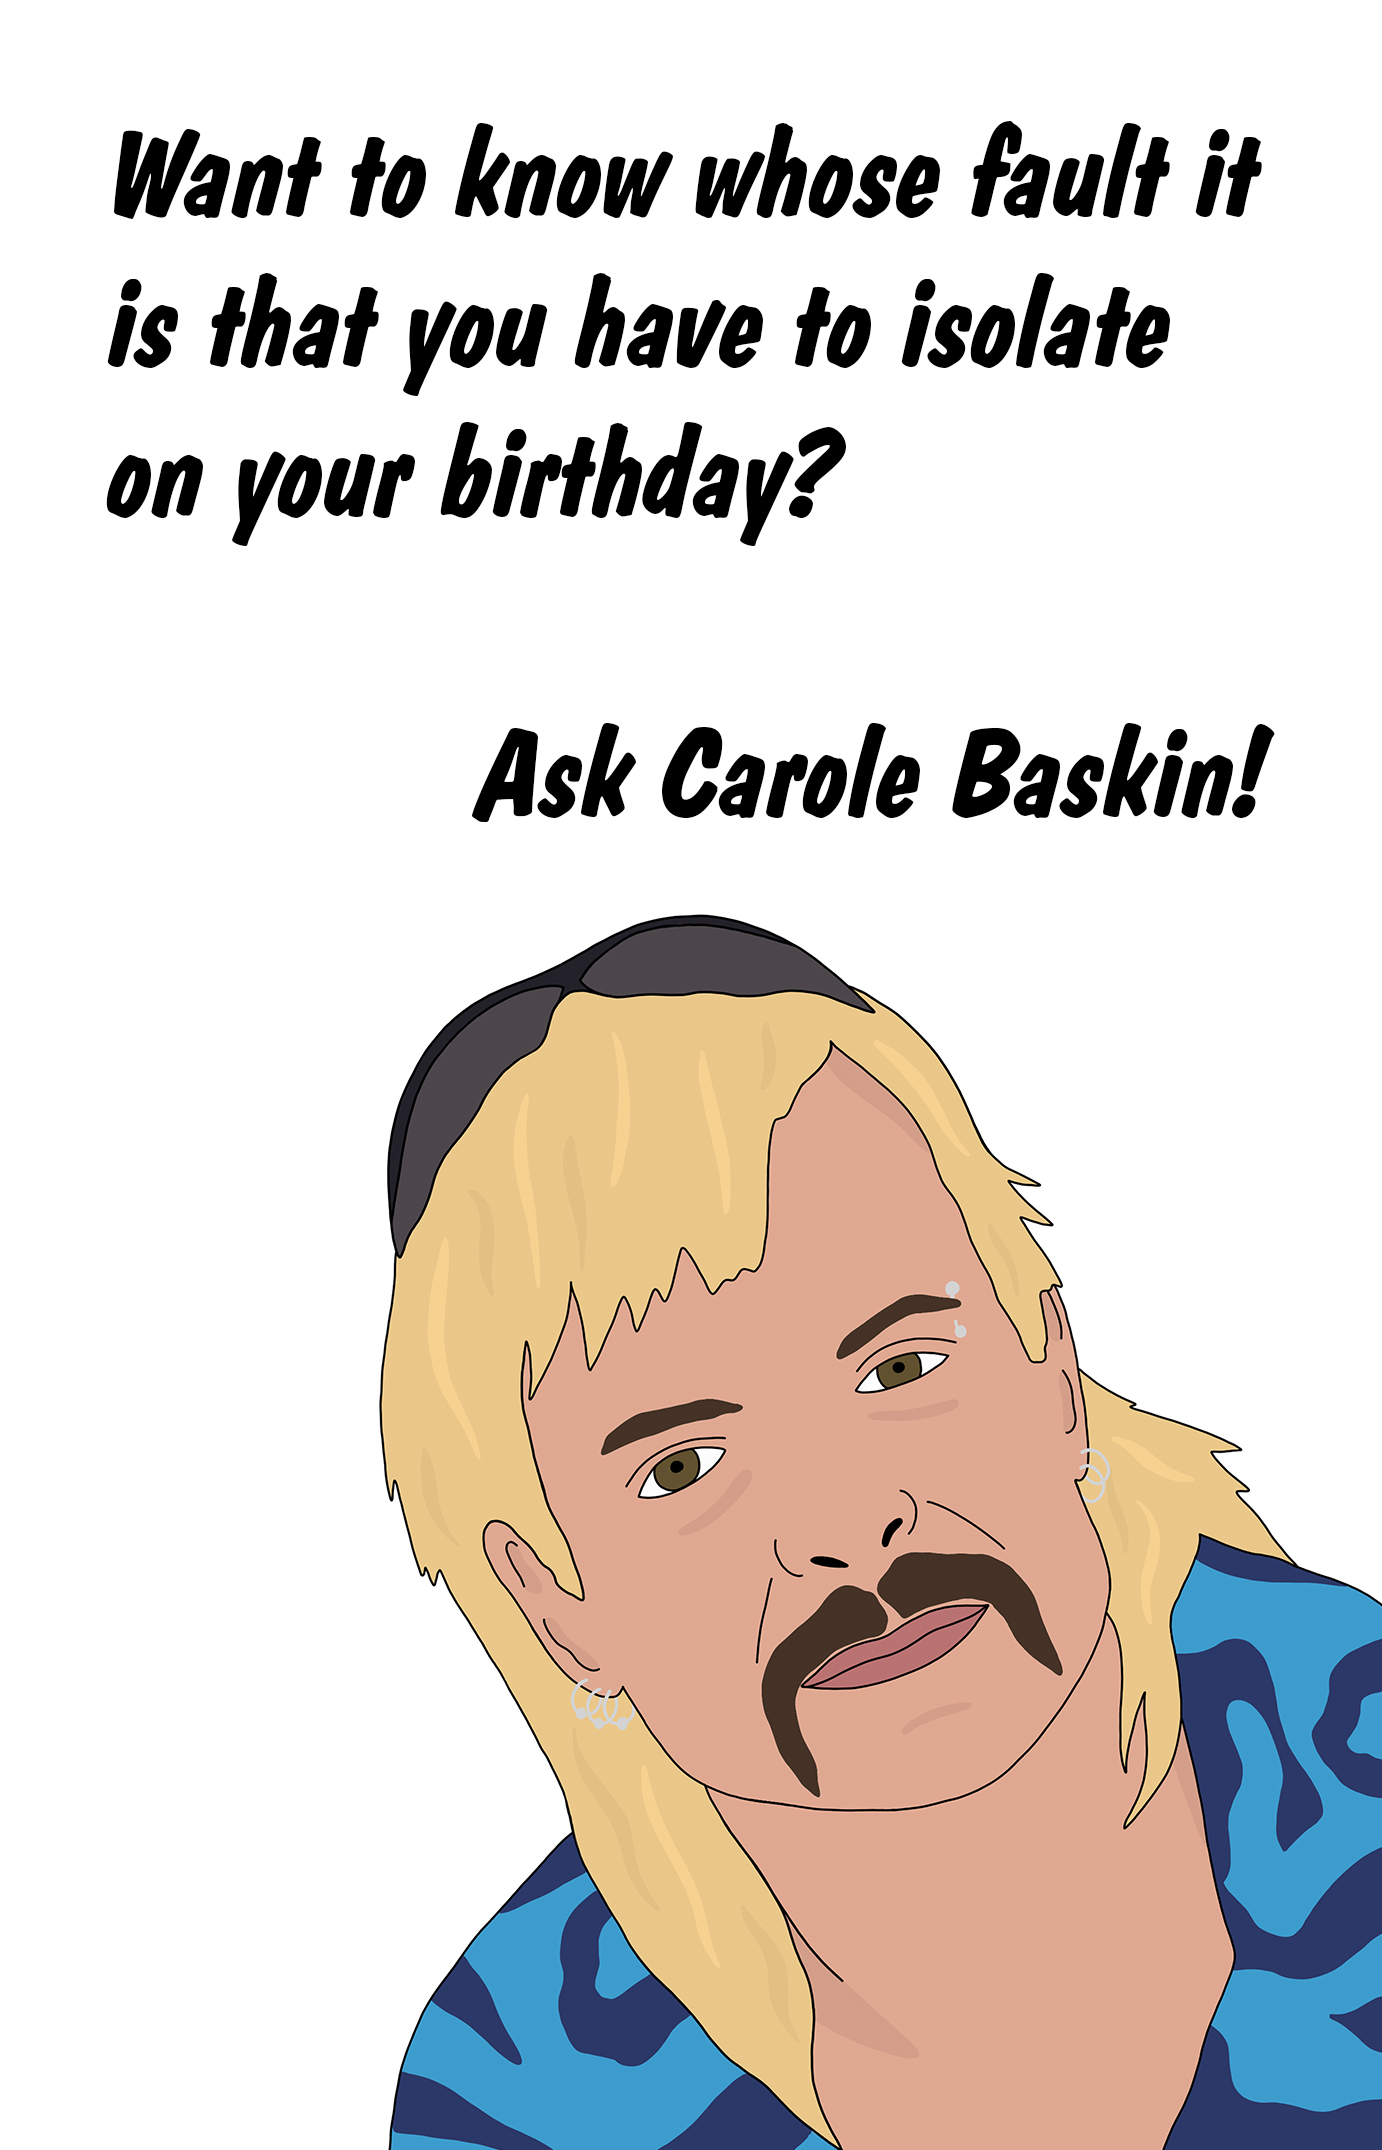 Want to know whose fault it
is that you have to isolate
on your birthday?
Ask Carole Baskin!